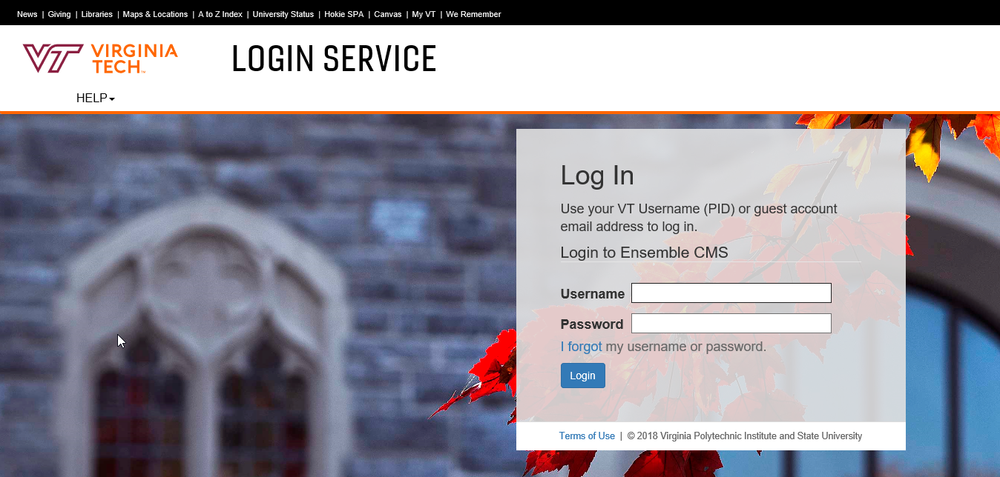 News | Giving | Libraries | Maps & Locations | A to Z Index | University Status | Hokie SPA | Canvas | My VT | We Remember
VT VIRGINIA TECH™
LOGIN SERVICE
HELP
Log In
Use your VT Username (PID) or guest account
email address to log in.
Login to Ensemble CMS
Username
Password
I forgot my username or password.
Login
Terms of Use | © 2018 Virginia Polytechnic Institute and State University